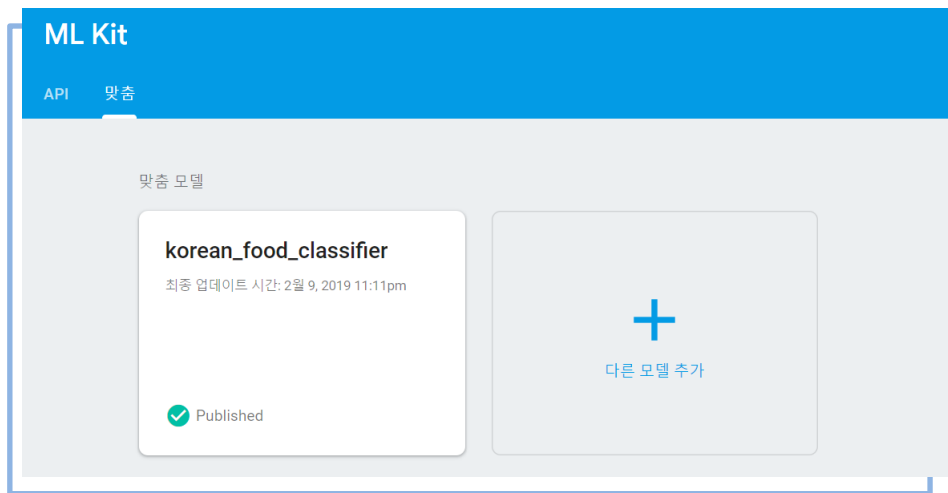 ML Kit
API 맞춤
맞춤 모델
korean_food_classifier
최종 업데이트 시간: 2월 9, 2019 11:11pm
Published
다른 모델 추가